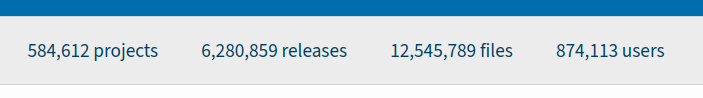 584,612 projects 6,280,859 releases 12,545,789 files 874,113 users